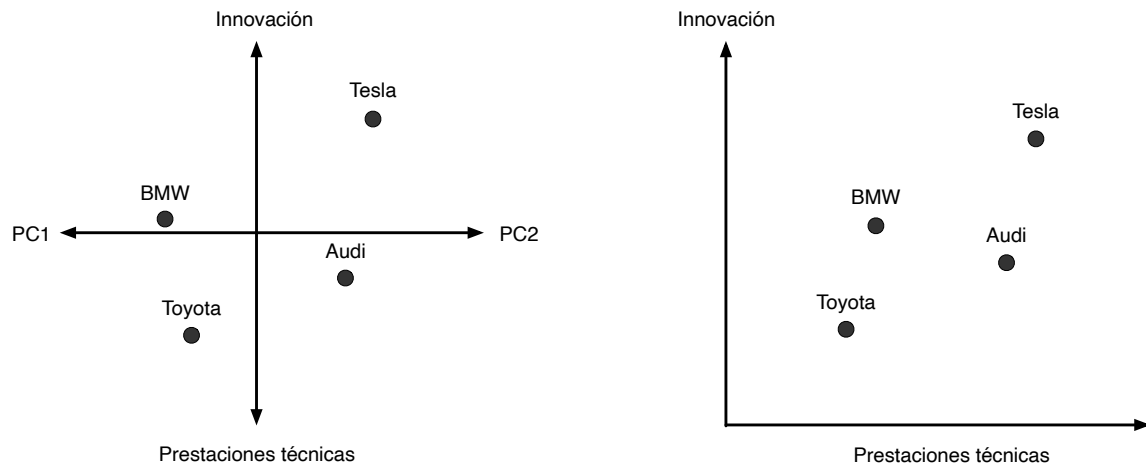 Innovación
Tesla
BMW
PC1
PC2
Audi
Toyota
Prestaciones técnicas
Innovación
Tesla
BMW
Audi
Toyota
Prestaciones técnicas